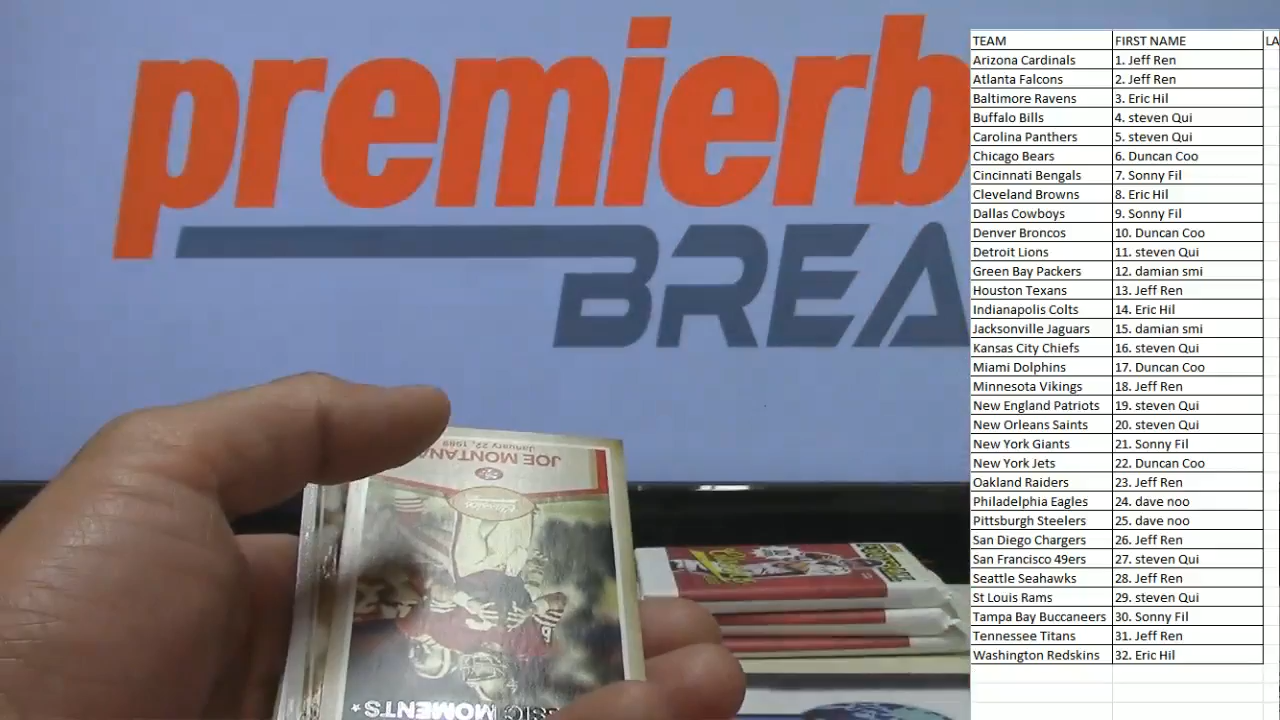 premierb
BREA
TEAM FIRST NAME LA
Arizona Cardinals 1. Jeff Ren
Atlanta Falcons 2. Jeff Ren
Baltimore Ravens 3. Eric Hil
Buffalo Bills 4. steven Qui
Carolina Panthers 5. steven Qui
Chicago Bears 6. Duncan Coo
Cincinnati Bengals 7. Sonny Fil
Cleveland Browns 8. Eric Hil
Dallas Cowboys 9. Sonny Fil
Denver Broncos 10. Duncan Coo
Detroit Lions 11. steven Qui
Green Bay Packers 12. damian smi
Houston Texans 13. Jeff Ren
Indianapolis Colts 14. Eric Hil
Jacksonville Jaguars 15. damian smi
Kansas City Chiefs 16. steven Qui
Miami Dolphins 17. Duncan Coo
Minnesota Vikings 18. Jeff Ren
New England Patriots 19. steven Qui
New Orleans Saints 20. steven Qui
New York Giants 21. Sonny Fil
New York Jets 22. Duncan Coo
Oakland Raiders 23. Jeff Ren
Philadelphia Eagles 24. dave noo
Pittsburgh Steelers 25. dave noo
San Diego Chargers 26. Jeff Ren
San Francisco 49ers 27. steven Qui
Seattle Seahawks 28. Jeff Ren
St Louis Rams 29. steven Qui
Tampa Bay Buccaneers 30. Sonny Fil
Tennessee Titans 31. Jeff Ren
Washington Redskins 32. Eric Hil
January 22, 1989
JOE MONTANA
MOMENTS
FOOTBALL